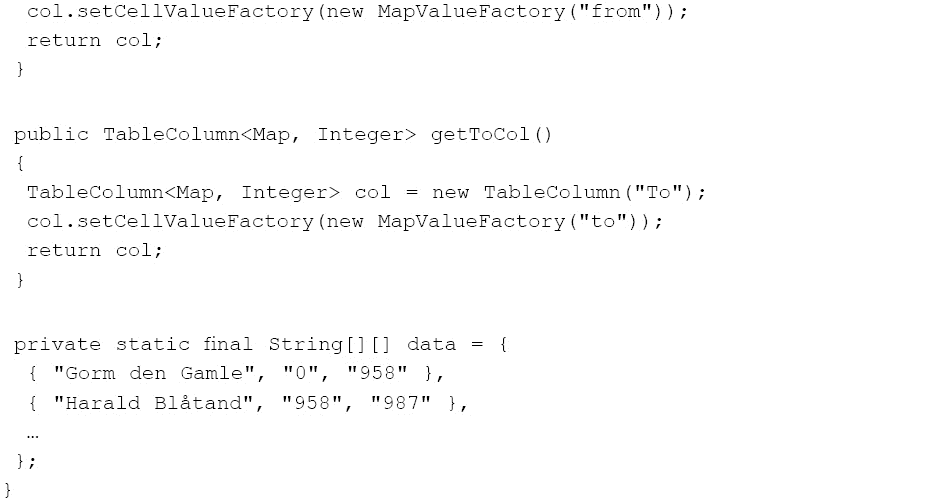 col.setCellValueFactory(new MapValueFactory("from"));
return col;
}
public TableColumn<Map, Integer> getToCol()
{
TableColumn<Map, Integer> col = new TableColumn("To");
col.setCellValueFactory(new MapValueFactory("to"));
return col;
}
private static final String[][] data = {
{ "Gorm den Gamle", "0", "958" },
{ "Harald Blåtand", "958", "987" },
…
};
}